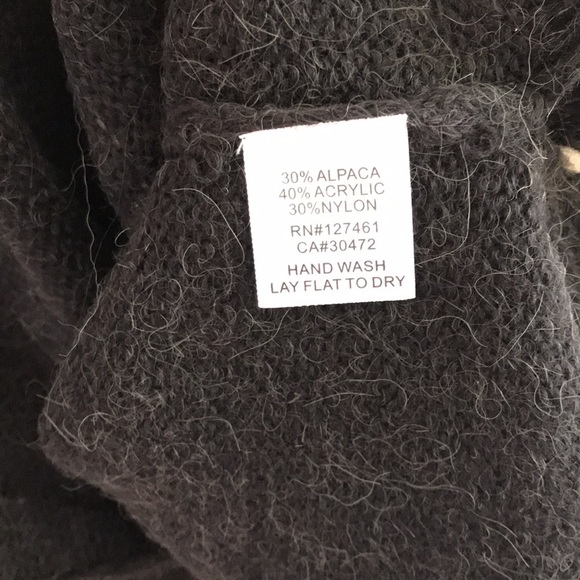 30% ALPACA
40% ACRYLIC
30%NYLON
RN#127461
CA#30472
HAND WASH
LAY FLAT TO DRY